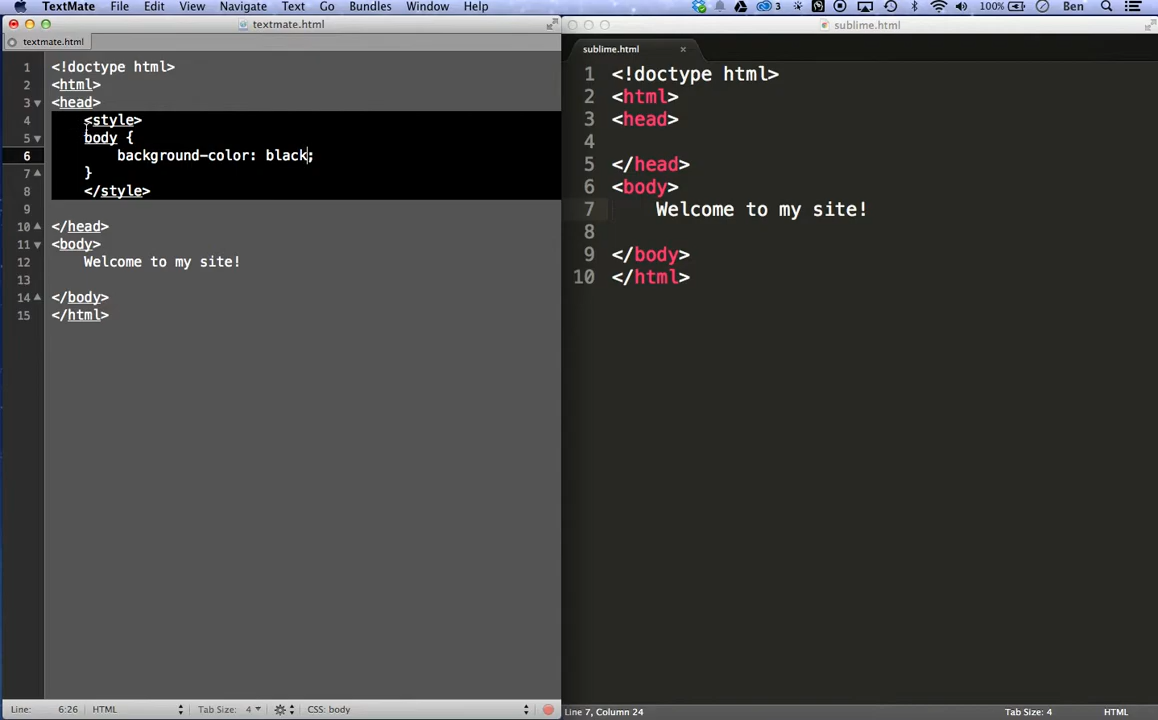 TextMate File Edit View Navigate Text Go Bundles Window Help 3 100% Ben
textmate.html
textmate.html
1 <!doctype html>
2 <html>
3 <head>
4 <style>
5 body {
6 background-color: black;
7 }
8 </style>
9
10 </head>
11 <body>
12 Welcome to my site!
13
14 </body>
15 </html>
Line: 6:26 HTML Tab Size: 4 CSS: body
sublime.html
sublime.html
1 <!doctype html>
2 <html>
3 <head>
4
5 </head>
6 <body>
7 Welcome to my site!
8
9 </body>
10 </html>
Line 7, Column 24 Tab Size: 4 HTML